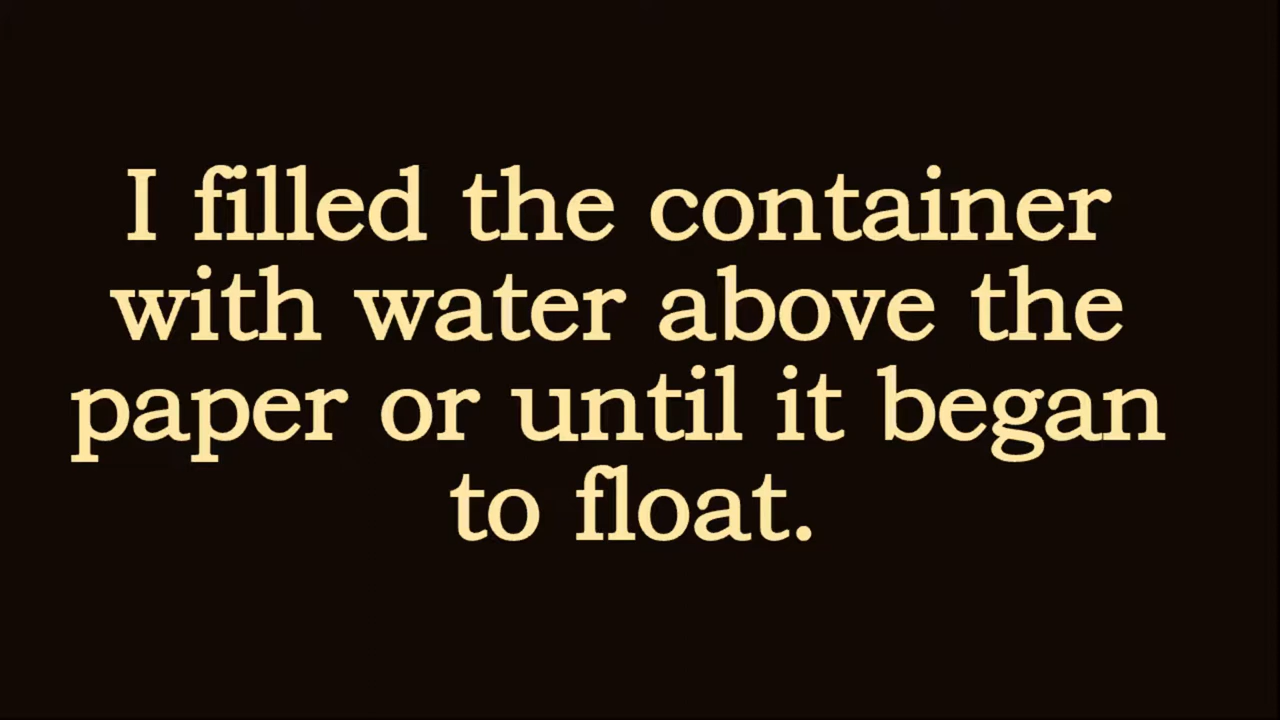 I filled the container
with water above the
paper or until it began
to float.